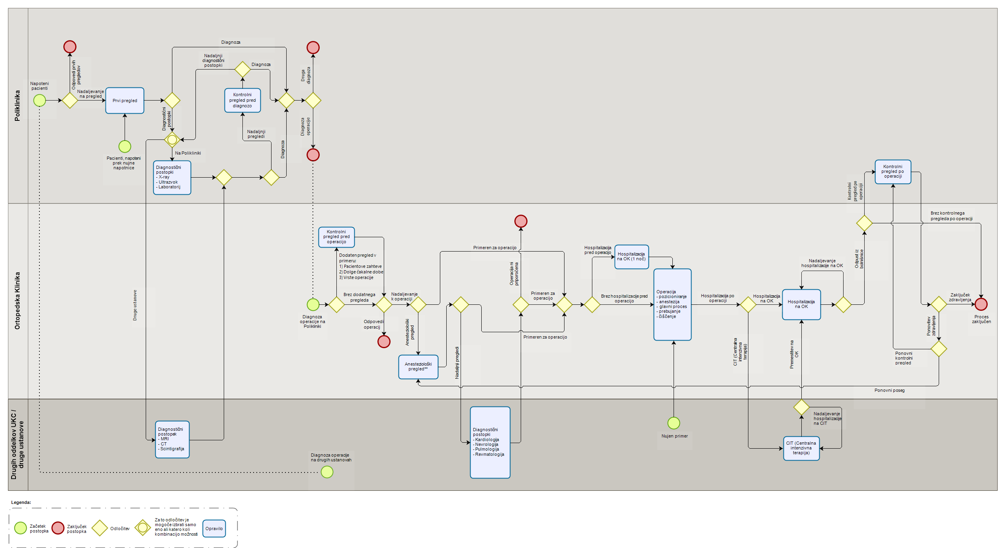 Poliklinika
Napoteni
pacienti
Odpovedi prvih
pregledov
Nadaljevanje
na pregled
Prvi pregled
Pacienti, napoteni
prek nujne
napotnice
Diagnoza
Nadaljnji
diagnostični
postopki
Diagnoza
Kontrolni
pregled pred
diagnozo
Diagnostični
postopki
Nadaljnji
pregledi
Na Polikliniki
Diagnostični
postopki
- X-ray
- Ultrazvok
- Laboratorij
Diagnoza
Druga
diagnoza
Diagnoza
operacije
Kontrolni
pregled po
operaciji
Kontrolni
pregled po
operaciji
Ortopedska Klinika
Druge ustanove
Kontrolni
pregled pred
operacijo
Dodaten pregled v
primeru:
1) Pacientove zahteve
2) Dolge čakalne dobe
3) Vrste operacije
Brez dodatnega
pregleda
Diagnoza
operacije na
Polikliniki
Nadaljevanje
k operaciji
Odpovedi
operacij
Anesteziološki
pregled
Anesteziološki
pregled**
Nadaljnji pregledi
Primeren za operacijo
Operacija ni
priporočena
Primeren za
operacijo
Primeren za operacijo
Hospitalizacija
pred operacijo
Hospitalizacija
na OK (1 noč)
Brez hospitalizacije pred
operacijo
Operacija
- pozicioniranje
- anestezija
- glavni proces
- prebujanje
- čiščenje
Hospitalizacija po
operaciji
Hospitalizacija
na OK
CIT (Centralna
intenzivna
terapija)
Hospitalizacija
na OK
Nadaljevanje
hospitalizacije na OK
Premestitev na
OK
Odpust iz
bolnišnice
Brez kontrolnega
pregleda po operaciji
Zaključek
zdravljenja
Proces
zaključen
Ponovitev
zdravljenja
Ponovni
kontrolni
pregled
Ponovni poseg
Drugih oddelkov UKC /
druge ustanove
Diagnostični
postopek
- MRI
- CT
- Scintigrafija
Diagnoza operacije
na drugih ustanovah
Diagnostični
postopki
- Kardiologija
- Nevrologija
- Pulmologija
- Revmatologija
Nujen primer
Nadaljevanje
hospitalizacije
na CIT
CIT (Centralna
intenzivna
terapija)
Legenda:
Začetek
postopka
Zaključek
postopka
Odločitev
Za to odločitev je
mogoče izbrati samo
eno ali katero koli
kombinacijo možnosti
Opravilo